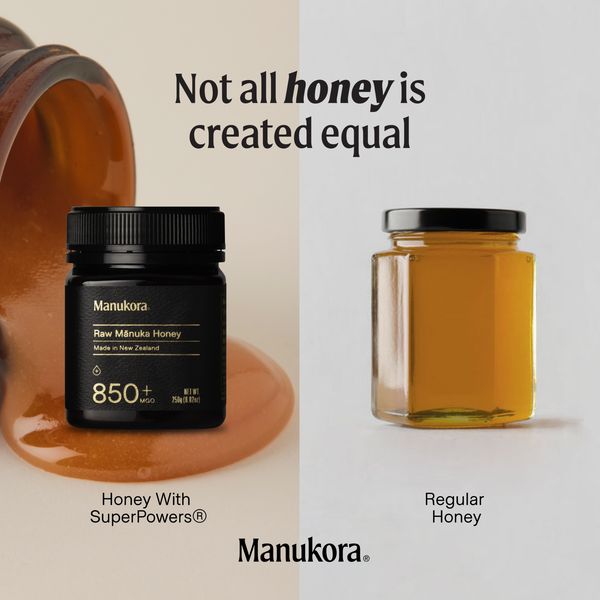 Not all honey is
created equal
Manukora®
Raw Mānuka Honey
Made in New Zealand
850+
MGO
NET WT
250g (8.82oz)
Honey With
SuperPowers®
Regular
Honey
Manukora®